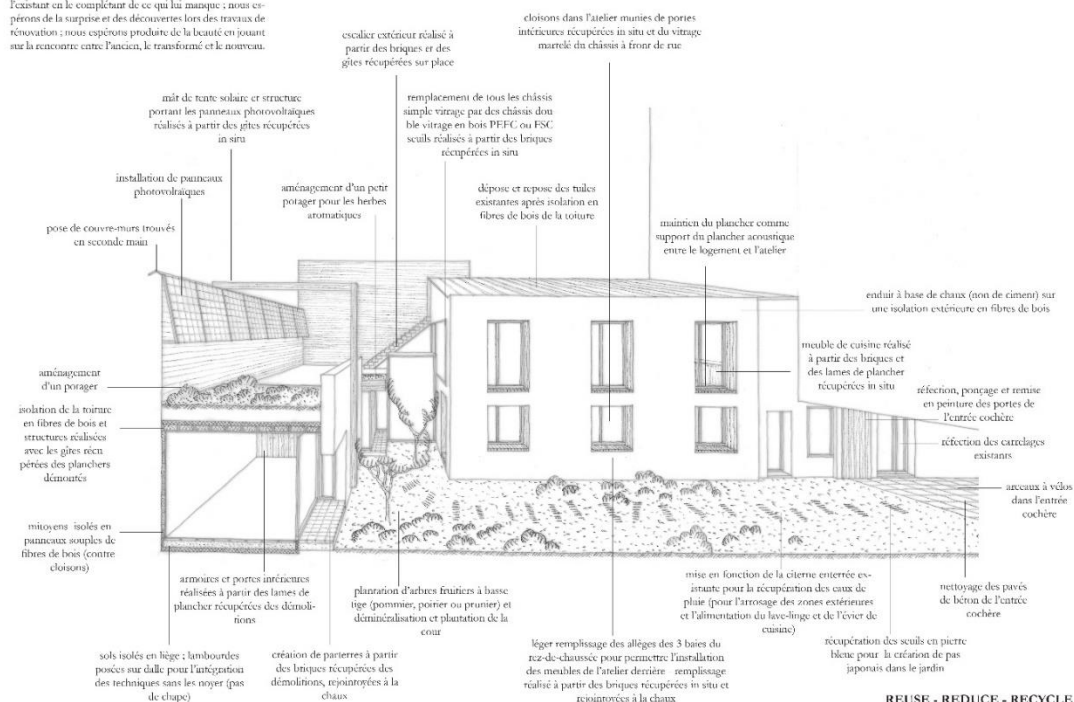 l'existant en le complétant de ce qui lui manque ; nous es-
pérons de la surprise et des découvertes lors des travaux de
rénovation ; nous espérons produire de la beauté en jouant
sur la rencontre entre l'ancien, le transformé et le nouveau.
cloisons dans l'atelier munies de portes
intérieures récupérées in situ et du vitrage
martelé du châssis à front de rue
escalier extérieur réalisé à
partir des briques et des
gîtes récupérées sur place
mât de tente solaire et structure
portant les panneaux photovoltaïques
réalisés à partir des gîtes récupérées
in situ
remplacement de tous les châssis
simple vitrage par des châssis dou
ble vitrage en bois PEFC ou FSC
seuils réalisés à partir des briques
récupérées in situ
installation de panneaux
photovoltaïques
aménagement d'un petit
potager pour les herbes
aromatiques
dépose et repose des tuiles
existantes après isolation en
fibres de bois de la toiture
pose de couvre-murs trouvés
en seconde main
maintien du plancher comme
support du plancher acoustique
entre le logement et l'atelier
enduit à base de chaux (non de ciment) sur
une isolation extérieure en fibres de bois
meuble de cuisine réalisé
à partir des briques et
des lames de plancher
récupérées in situ
aménagement
d'un potager
réfection, ponçage et remise
en peinture des portes de
l'entrée cochère
isolation de la toiture
en fibres de bois et
structures réalisées
avec les gîtes récu
pérées des planchers
démontés
réfection des carrelages
existants
arceaux à vélos
dans l'entrée
cochère
mitoyens isolés en
panneaux souples de
fibres de bois (contre
cloisons)
armoires et portes intérieures
réalisées à partir des lames de
plancher récupérées des démoli-
tions
plantation d'arbres fruitiers à basse
tige (pommier, poirier ou prunier) et
déminéralisation et plantation de la
cour
mise en fonction de la citerne enterrée ex-
istante pour la récupération des eaux de
pluie (pour l'arrosage des zones extérieures
et l'alimentation du lave-linge et de l'évier de
cuisine)
nettoyage des pavés
de béton de l'entrée
cochère
sols isolés en liège ; lambourdes
posées sur dalle pour l'intégration
des techniques sans les noyer (pas
de chape)
création de parterres à partir
des briques récupérées des
démolitions, rejointoyées à la
chaux
léger remplissage des allèges des 3 baies du
rez-de-chaussée pour permettre l'installation
des meubles de l'atelier derrière remplissage
réalisé à partir des briques récupérées in situ et
rejointoyées à la chaux
récupération des seuils en pierre
bleue pour la création de pas
japonais dans le jardin
REUSE - REDUCE - RECYCLE